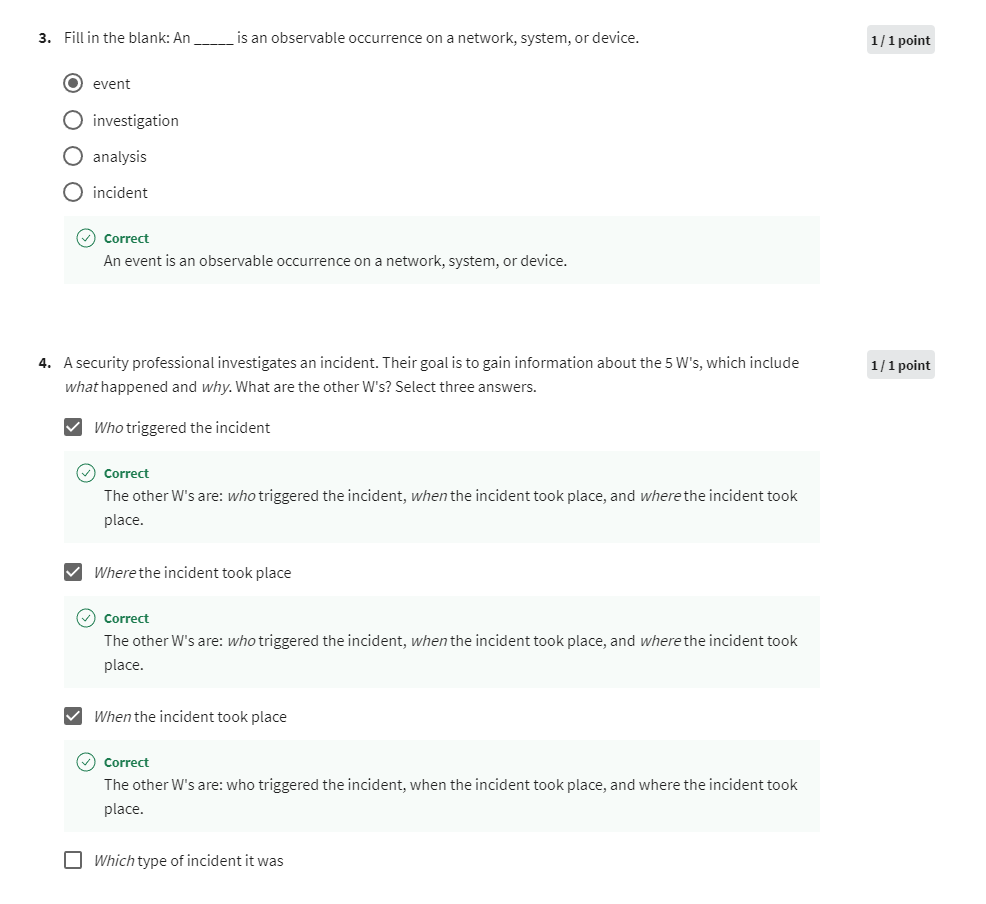 3. Fill in the blank: An _____ is an observable occurrence on a network, system, or device.
1 / 1 point
event
investigation
analysis
incident
Correct
An event is an observable occurrence on a network, system, or device.
4. A security professional investigates an incident. Their goal is to gain information about the 5 W's, which include
what happened and why. What are the other W's? Select three answers.
1 / 1 point
Who triggered the incident
Correct
The other W's are: who triggered the incident, when the incident took place, and where the incident took
place.
Where the incident took place
Correct
The other W's are: who triggered the incident, when the incident took place, and where the incident took
place.
When the incident took place
Correct
The other W's are: who triggered the incident, when the incident took place, and where the incident took
place.
Which type of incident it was